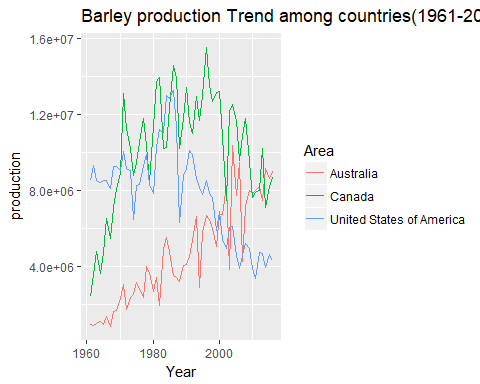 Barley production Trend among countries(1961-20
1.6e+07
1.2e+07
8.0e+06
4.0e+06
production
1960
1980
2000
Year
Area
Australia
Canada
United States of America